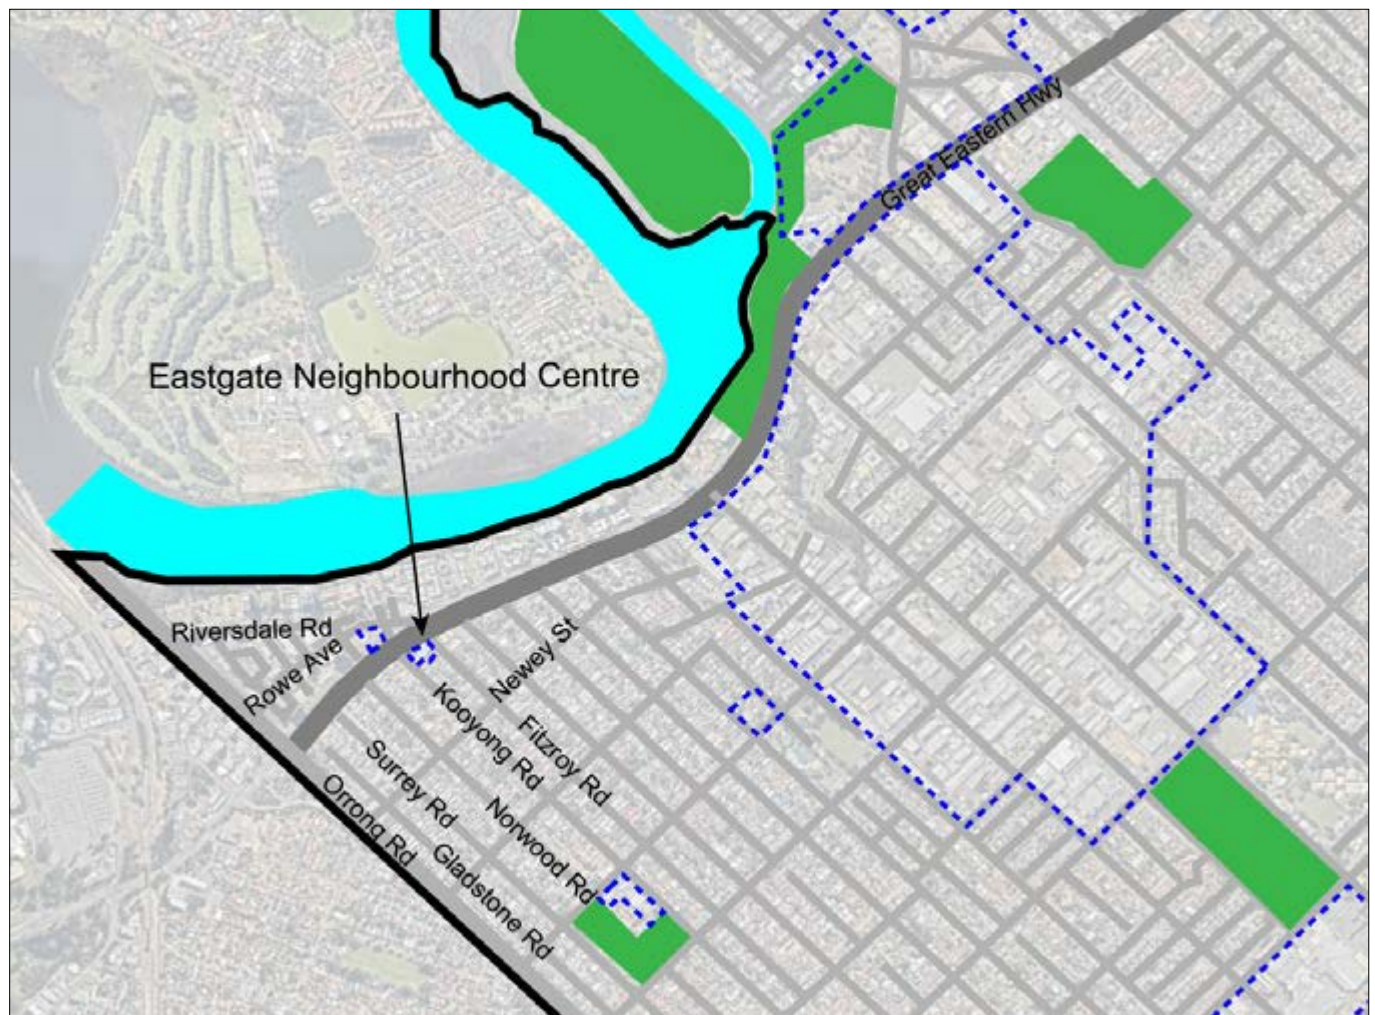 Great Eastern Hwy
Eastgate Neighbourhood Centre
Riversdale Rd
Rowe Ave
Newey St
Kooyong Rd
Fitzroy Rd
Surrey Rd
Norwood Rd
Orrong Rd
Gladstone Rd